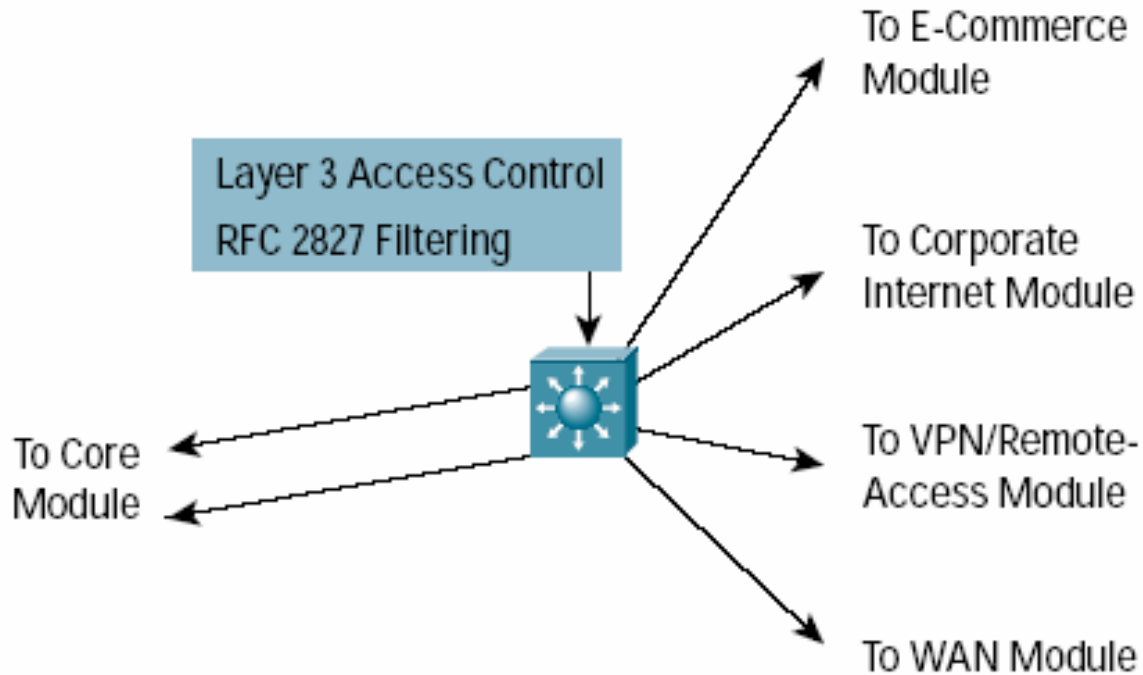 To E-Commerce
Module
Layer 3 Access Control
RFC 2827 Filtering
To Corporate
Internet Module
To Core
Module
To VPN/Remote-
Access Module
To WAN Module